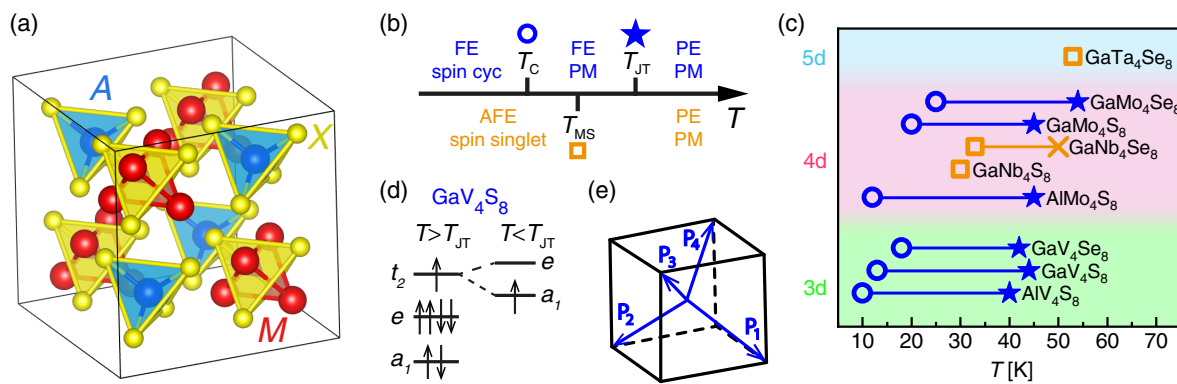 (a)
A
X
M
(b)
FE
spin cyc
T_C
FE
PM
T_JT
PE
PM
AFE
spin singlet
T_MS
PE
PM
T
(c)
5d
4d
3d
GaTa₄Se₈
GaMo₄Se₈
GaMo₄S₈
GaNb₄Se₈
GaNb₄S₈
AlMo₄S₈
GaV₄Se₈
GaV₄S₈
AlV₄S₈
10 20 30 40 50 60 70
T [K]
(d)
GaV₄S₈
T>T_JT T<T_JT
t₂ e
a₁
e
a₁
(e)
P₄
P₃
P₂
P₁